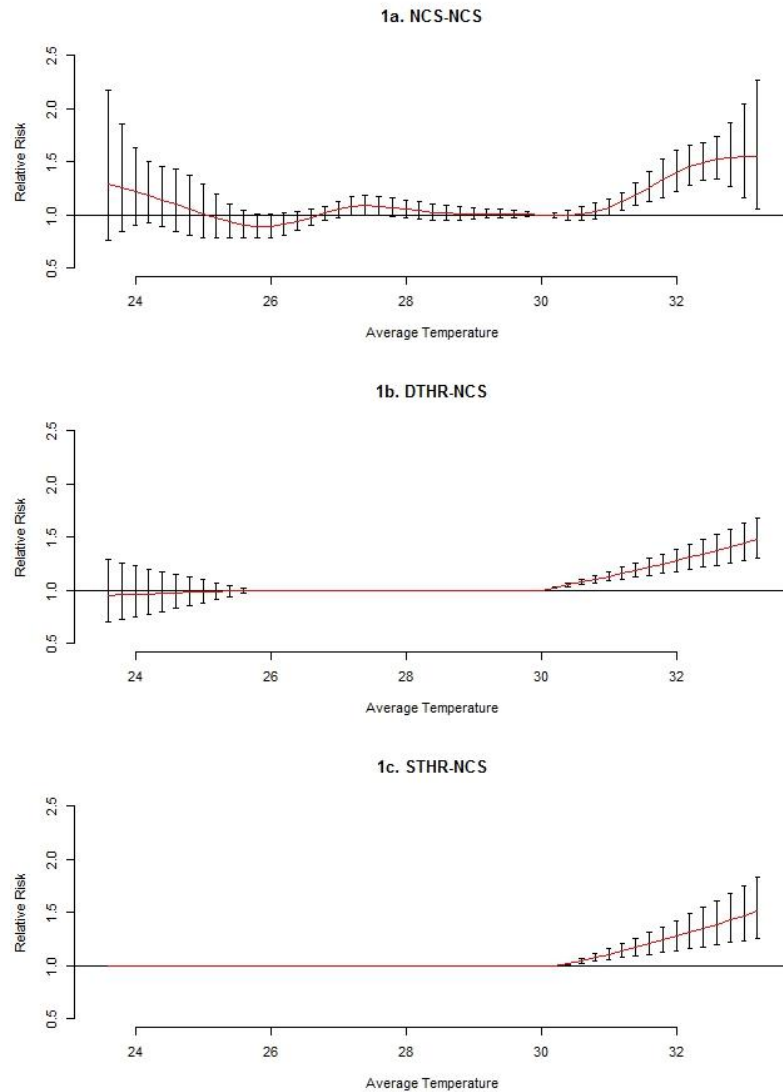 1a. NCS-NCS
Relative Risk
2.5
2.0
1.5
1.0
0.5
24 26 28 30 32
Average Temperature
1b. DTHR-NCS
Relative Risk
2.5
2.0
1.5
1.0
0.5
24 26 28 30 32
Average Temperature
1c. STHR-NCS
Relative Risk
2.5
2.0
1.5
1.0
0.5
24 26 28 30 32
Average Temperature